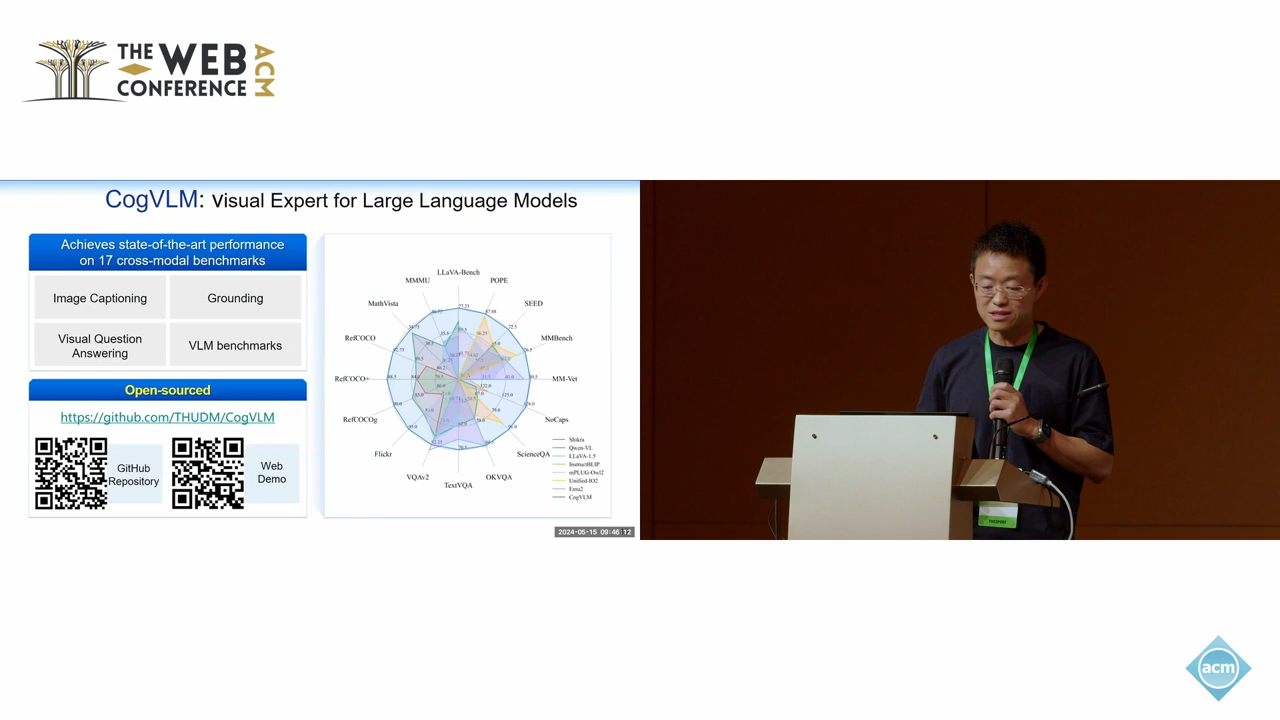 THE WEB
CONFERENCE
ACM
CogVLM: Visual Expert for Large Language Models
Achieves state-of-the-art performance
on 17 cross-modal benchmarks
Image Captioning
Grounding
Visual Question
Answering
VLM benchmarks
Open-sourced
https://github.com/THUDM/CogVLM
GitHub
Repository
Web
Demo
LLaVA-Bench
MMMU
POPE
MathVista
SEED
RefCOCO
MMBench
RefCOCO+
MM-Vet
RefCOCOg
NoCaps
Flickr
ScienceQA
VQAv2
OKVQA
TextVQA
Shikra
Qwen-VL
LLaVA-1.5
InstructBLIP
mPLUG-Owl2
Unified-IO2
Emu2
CogVLM
2024-05-15 09:46:12
acm